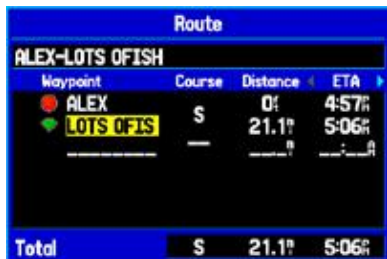 Route
ALEX-LOTS OFISH
Waypoint Course Distance ETA
ALEX 4:57
S
LOTS OFIS 21.1 5:06
Total S 21.1 5:06